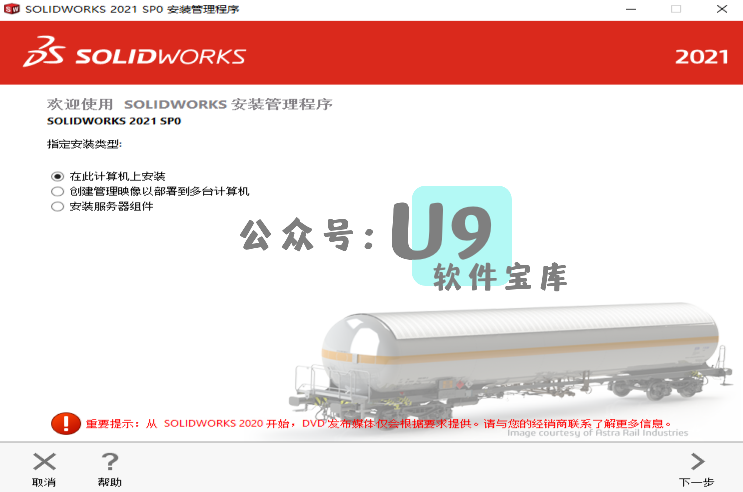 SOLIDWORKS 2021 SP0 安装管理程序
SOLIDWORKS
2021
欢迎使用 SOLIDWORKS 安装管理程序
SOLIDWORKS 2021 SP0
指定安装类型:
在此计算机上安装
创建管理映像以部署到多台计算机
安装服务器组件
公众号: U9
软件宝库
重要提示: 从 SOLIDWORKS 2020 开始，DVD 发布媒体仅会根据要求提供。请与您的经销商联系了解更多信息。
Image courtesy of Astra Rail Industries
取消
帮助
下一步